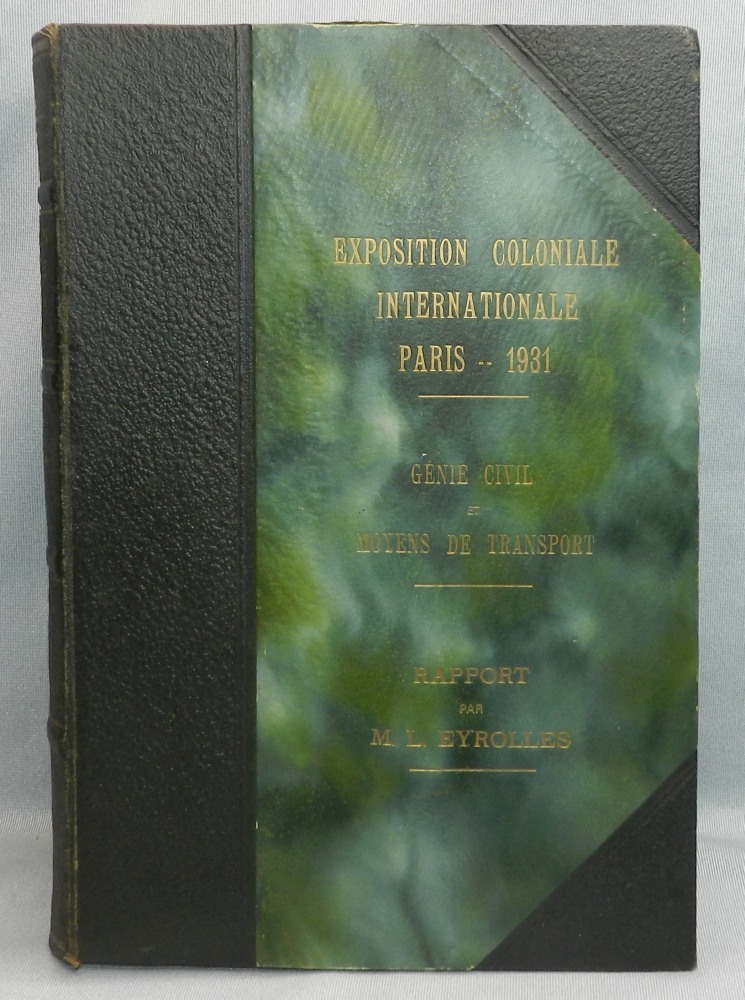 EXPOSITION COLONIALE
INTERNATIONALE
PARIS -- 1931
GÉNIE CIVIL
ET
MOYENS DE TRANSPORT
RAPPORT
PAR
M. L. EYROLLES